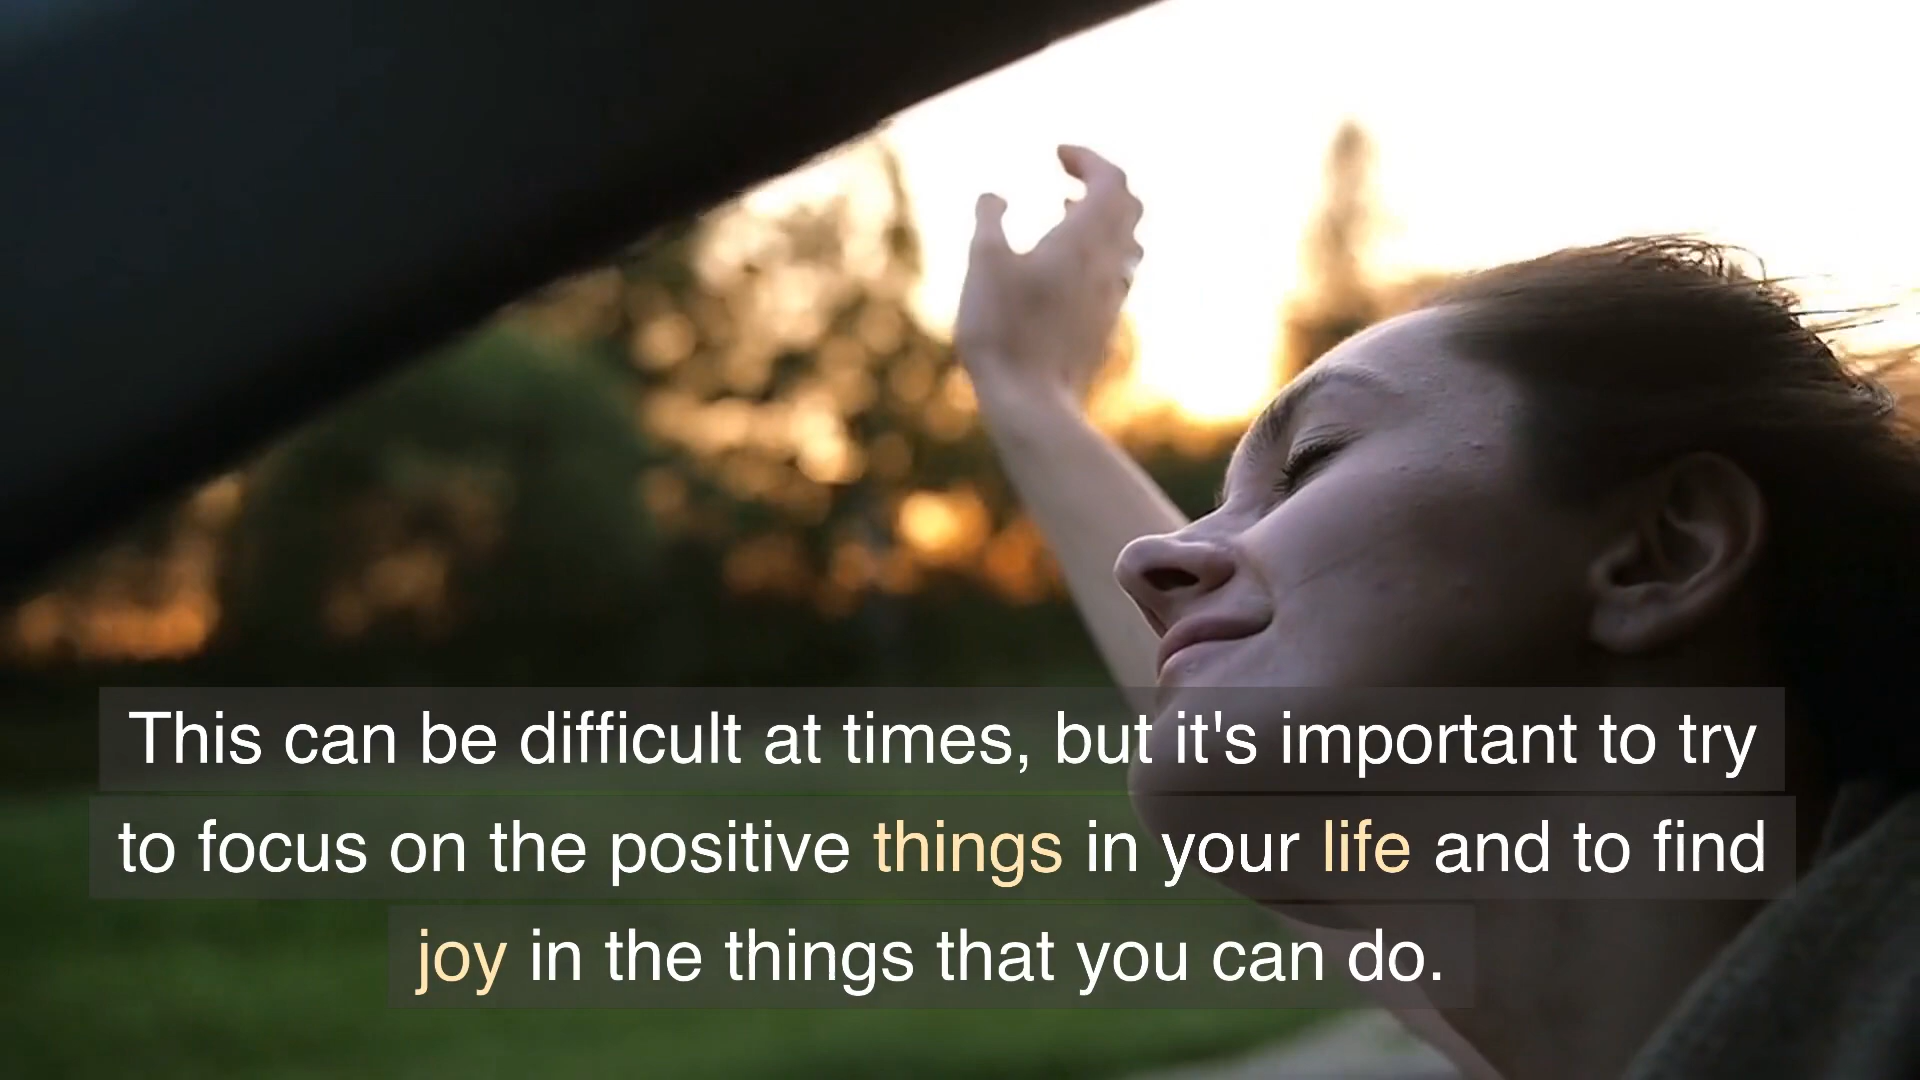 This can be difficult at times, but it's important to try
to focus on the positive things in your life and to find
joy in the things that you can do.